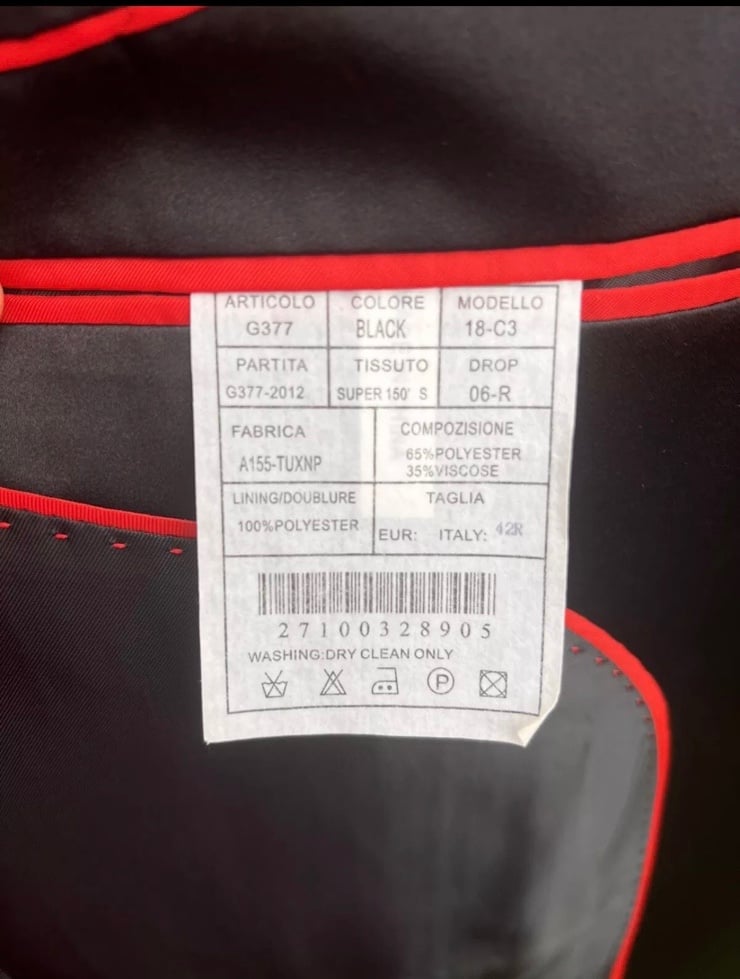 ARTICOLO COLORE MODELLO
G377 BLACK 18-C3
PARTITA TISSUTO DROP
G377-2012 SUPER 150' S 06-R
FABRICA COMPOZISIONE
A155-TUXNP 65%POLYESTER
35%VISCOSE
LINING/DOUBLURE TAGLIA
100%POLYESTER EUR: ITALY: 42R
27100328905
WASHING:DRY CLEAN ONLY
P